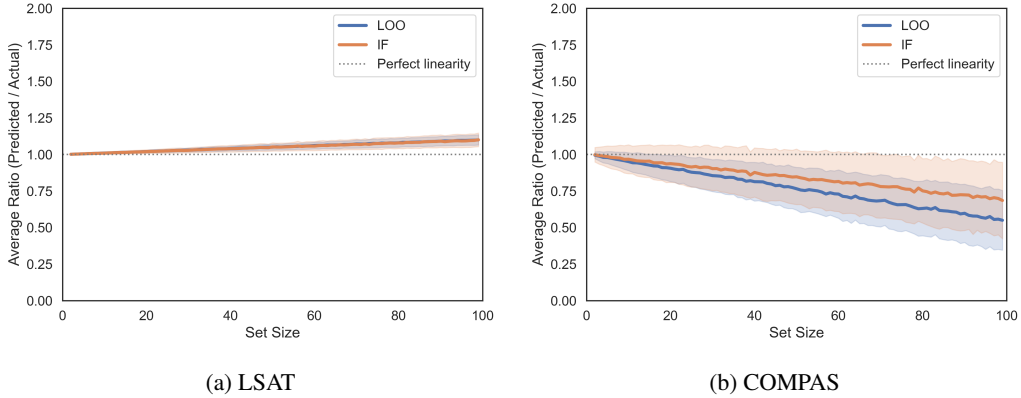 2.00
1.75
1.50
1.25
1.00
0.75
0.50
0.25
0.00
Average Ratio (Predicted / Actual)
LOO
IF
Perfect linearity
0 20 40 60 80 100
Set Size
(a) LSAT
2.00
1.75
1.50
1.25
1.00
0.75
0.50
0.25
0.00
Average Ratio (Predicted / Actual)
LOO
IF
Perfect linearity
0 20 40 60 80 100
Set Size
(b) COMPAS